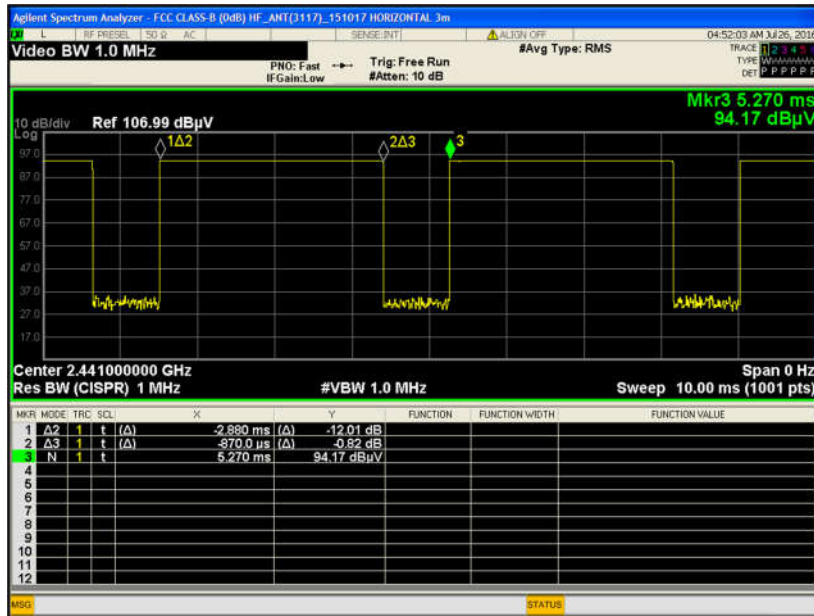 Agilent Spectrum Analyzer - FCC CLASS-B (0dB) HF_ANT(3117)_151017 HORIZONTAL 3m
L RF PRESEL 50 Ω AC SENSE:INT ALIGN OFF 04:52:03 AM Jul 26, 2016
Video BW 1.0 MHz
PNO: Fast
IFGain:Low
Trig: Free Run
#Atten: 10 dB
#Avg Type: RMS
TRACE 1 2 3 4 5
TYPE W
DET P P P P P
Mkr3 5.270 ms
94.17 dBµV
10 dB/div Ref 106.99 dBµV
Log
97.0
87.0
77.0
67.0
57.0
47.0
37.0
27.0
17.0
1Δ2
2Δ3
3
Center 2.441000000 GHz Span 0 Hz
Res BW (CISPR) 1 MHz #VBW 1.0 MHz Sweep 10.00 ms (1001 pts)
MKR MODE TRC SCL X Y FUNCTION FUNCTION WIDTH FUNCTION VALUE
1 Δ2 1 t (Δ) -2.880 ms (Δ) -12.01 dB
2 Δ3 1 t (Δ) -870.0 µs (Δ) -0.82 dB
3 N 1 t 5.270 ms 94.17 dBµV
4
5
6
7
8
9
10
11
12
MSG STATUS